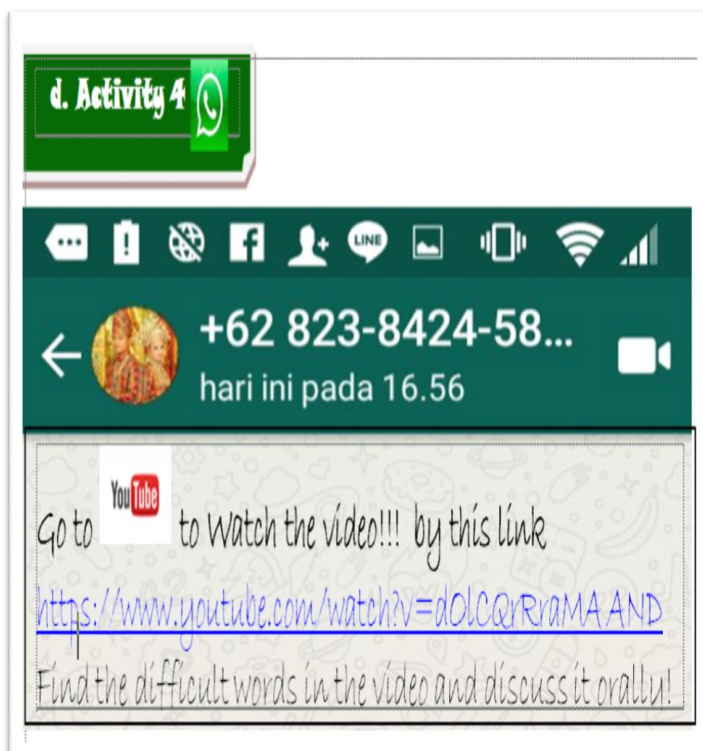 d. Activity 4
LINE
+62 823-8424-58...
hari ini pada 16.56
Go to YouTube to Watch the video!!! by this link
https://www.youtube.com/watch?v=dOlCQrRraMA AND
Find the difficult words in the video and discuss it orally!